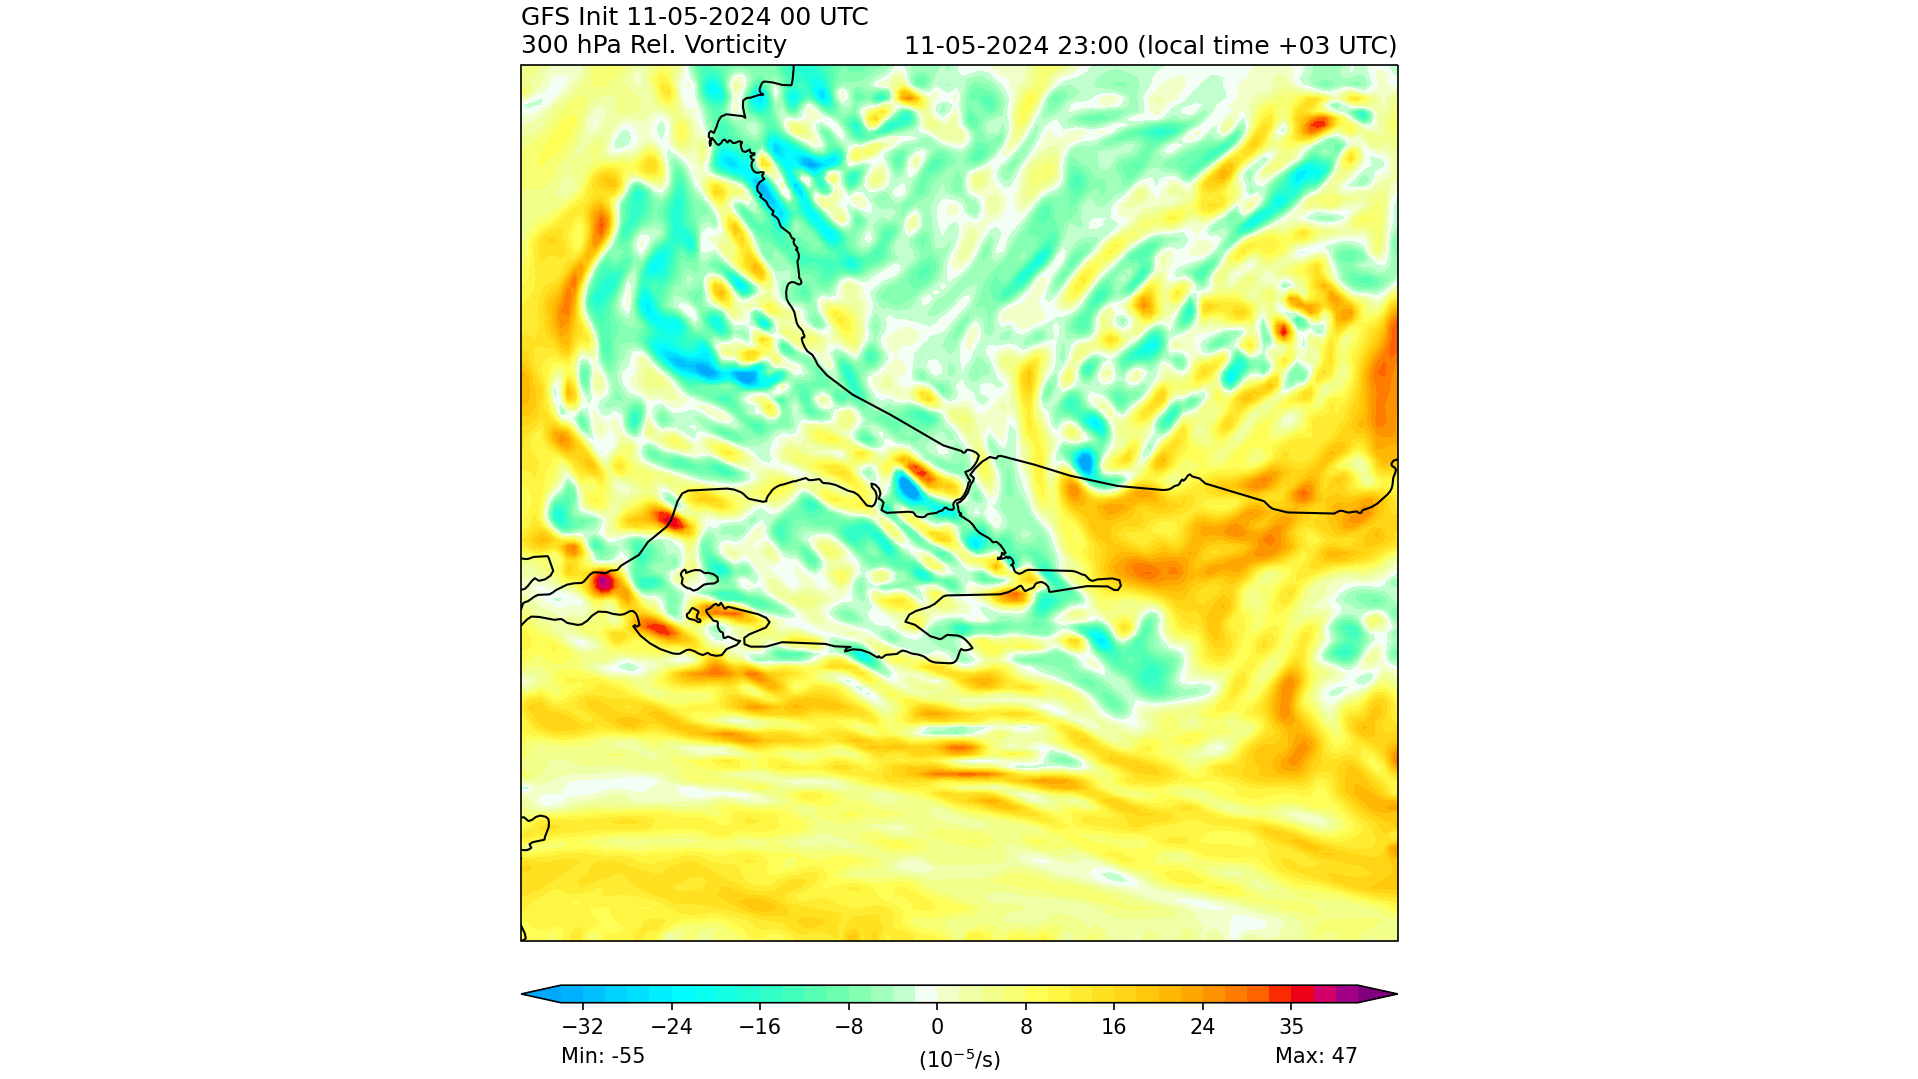 GFS Init 11-05-2024 00 UTC
300 hPa Rel. Vorticity
11-05-2024 23:00 (local time +03 UTC)
−32 −24 −16 −8 0 8 16 24 35
Min: -55 (10⁻⁵/s) Max: 47